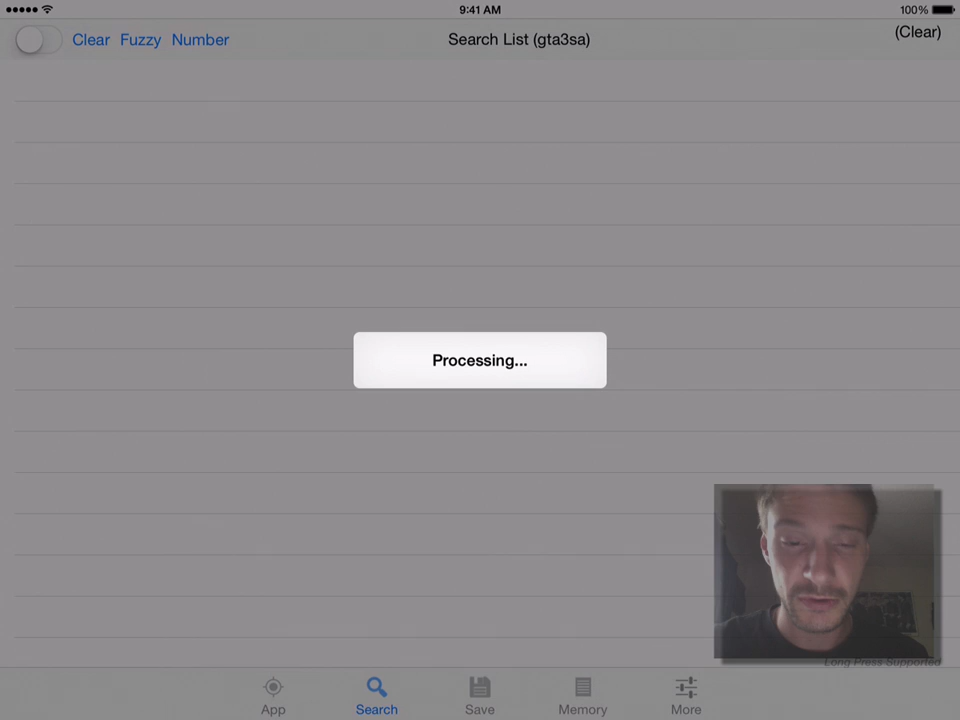 9:41 AM
100%
Clear Fuzzy Number
Search List (gta3sa)
(Clear)
Processing...
Long Press Supported
App
Search
Save
Memory
More